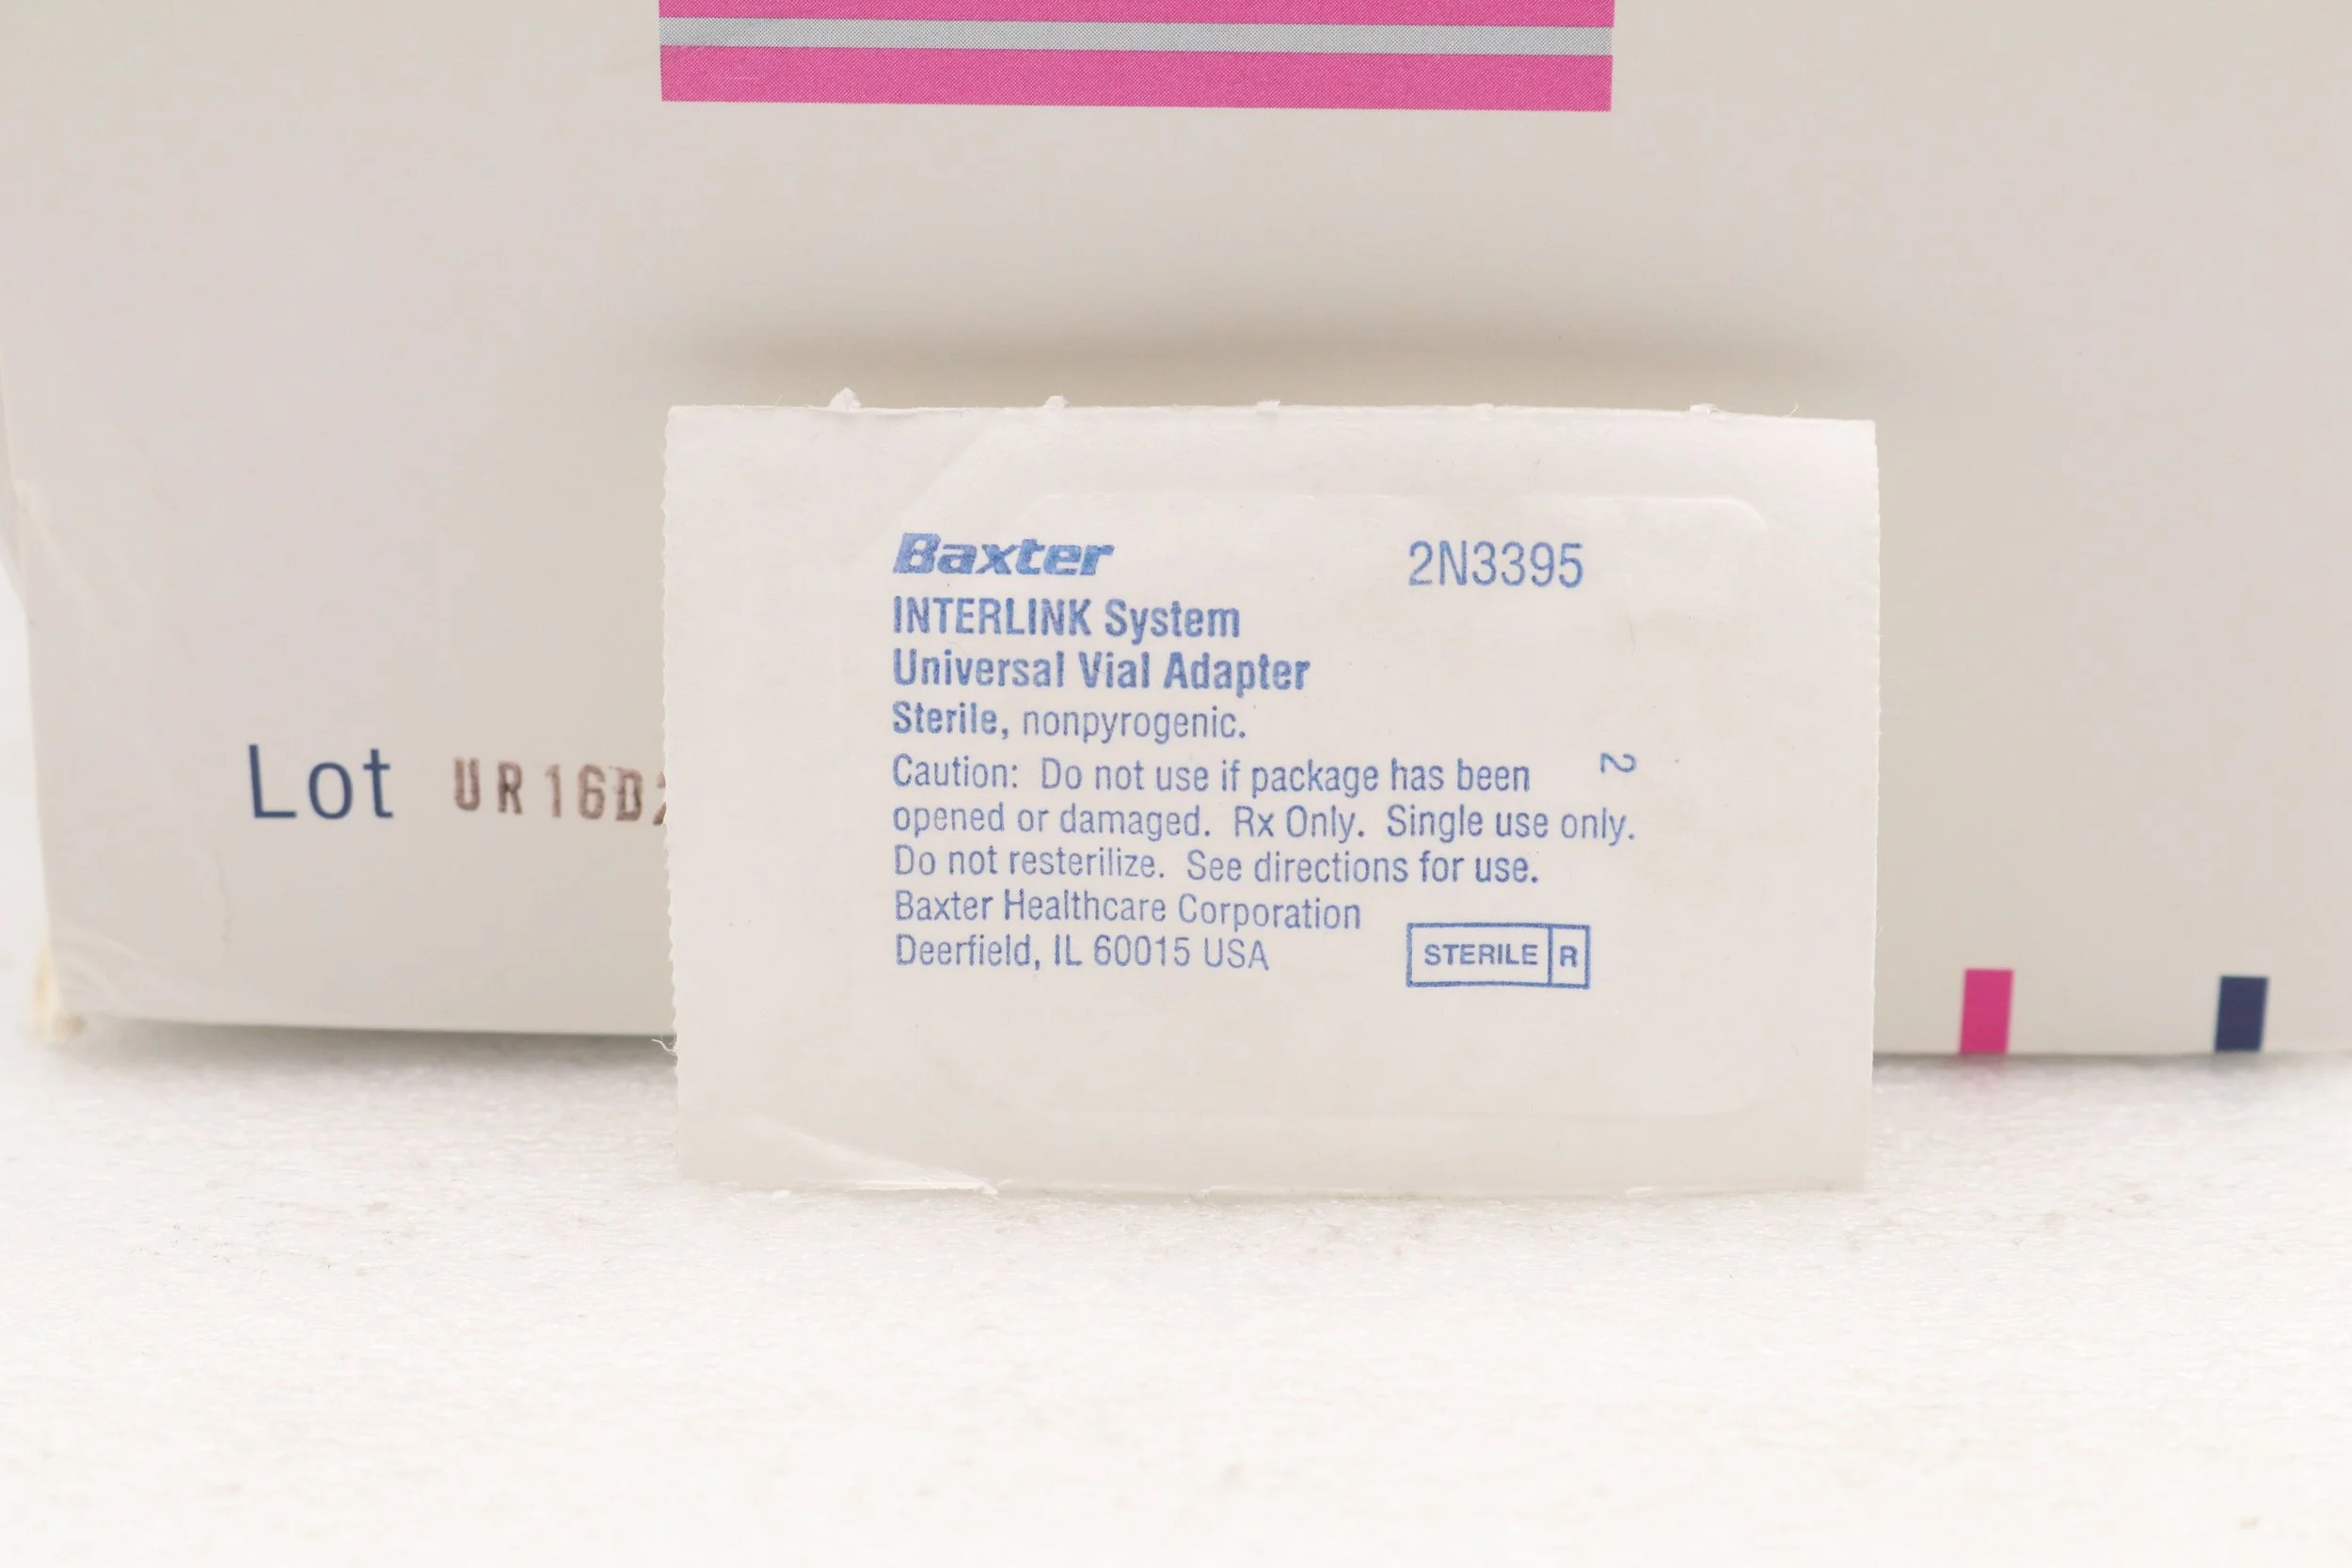 Baxter 2N3395
INTERLINK System
Universal Vial Adapter
Sterile, nonpyrogenic.
Caution: Do not use if package has been
opened or damaged. Rx Only. Single use only.
Do not resterilize. See directions for use.
Baxter Healthcare Corporation
Deerfield, IL 60015 USA
STERILE R
2
Lot UR16D